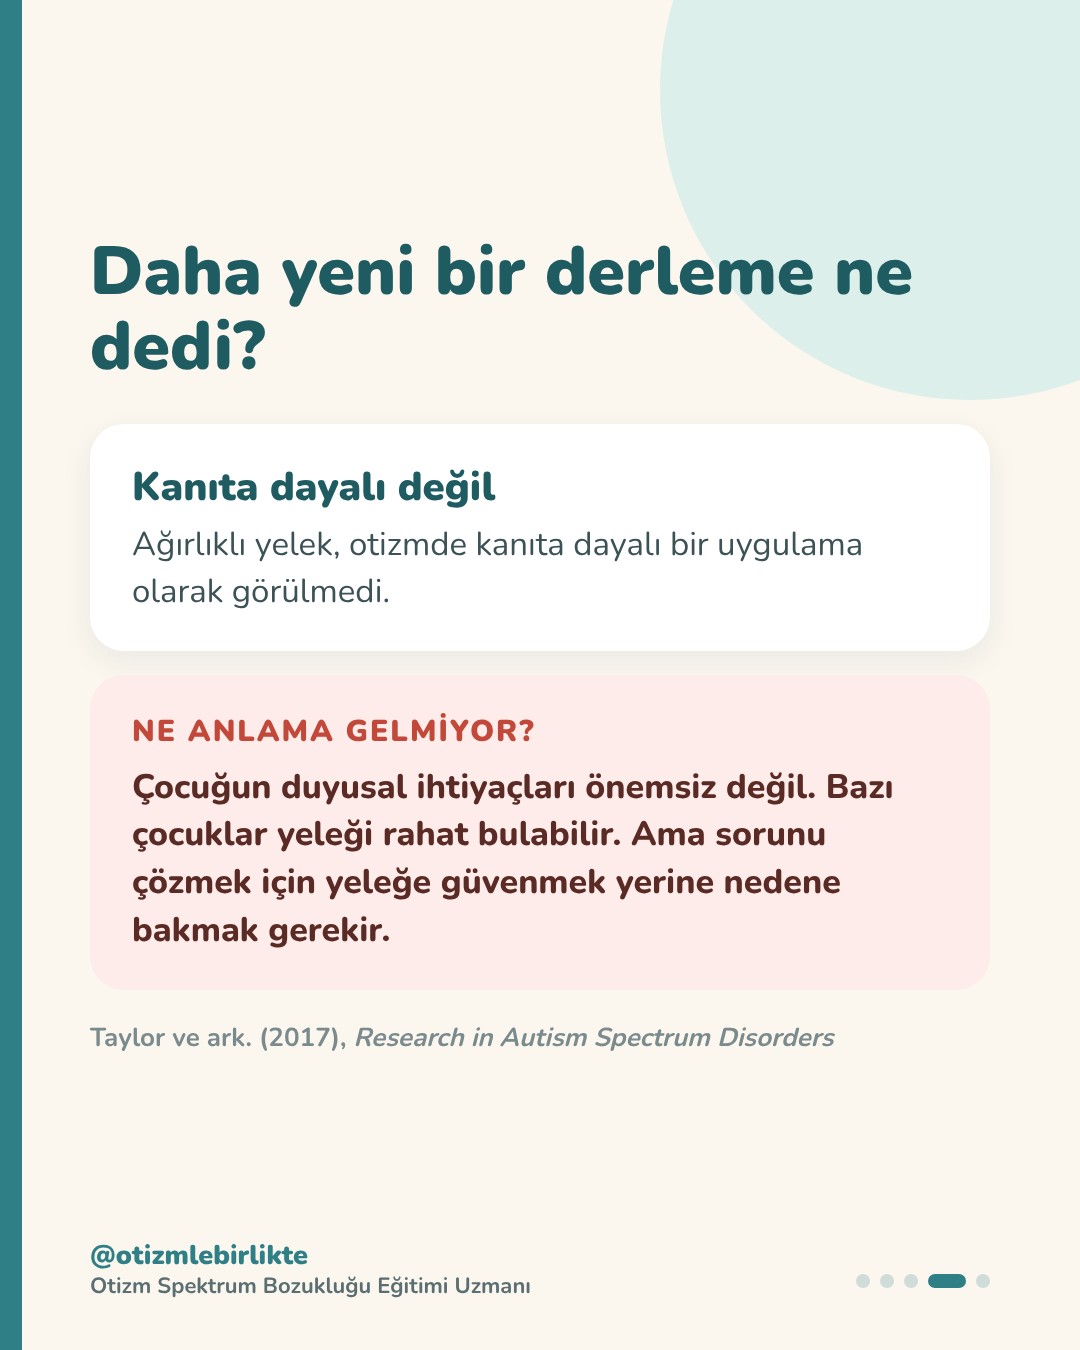 Daha yeni bir derleme ne
dedi?
Kanıta dayalı değil
Ağırlıklı yelek, otizmde kanıta dayalı bir uygulama
olarak görülmedi.
NE ANLAMA GELMİYOR?
Çocuğun duyusal ihtiyaçları önemsiz değil. Bazı
çocuklar yeleği rahat bulabilir. Ama sorunu
çözmek için yeleğe güvenmek yerine nedene
bakmak gerekir.
Taylor ve ark. (2017), Research in Autism Spectrum Disorders
@otizmlebirlikte
Otizm Spektrum Bozukluğu Eğitimi Uzmanı